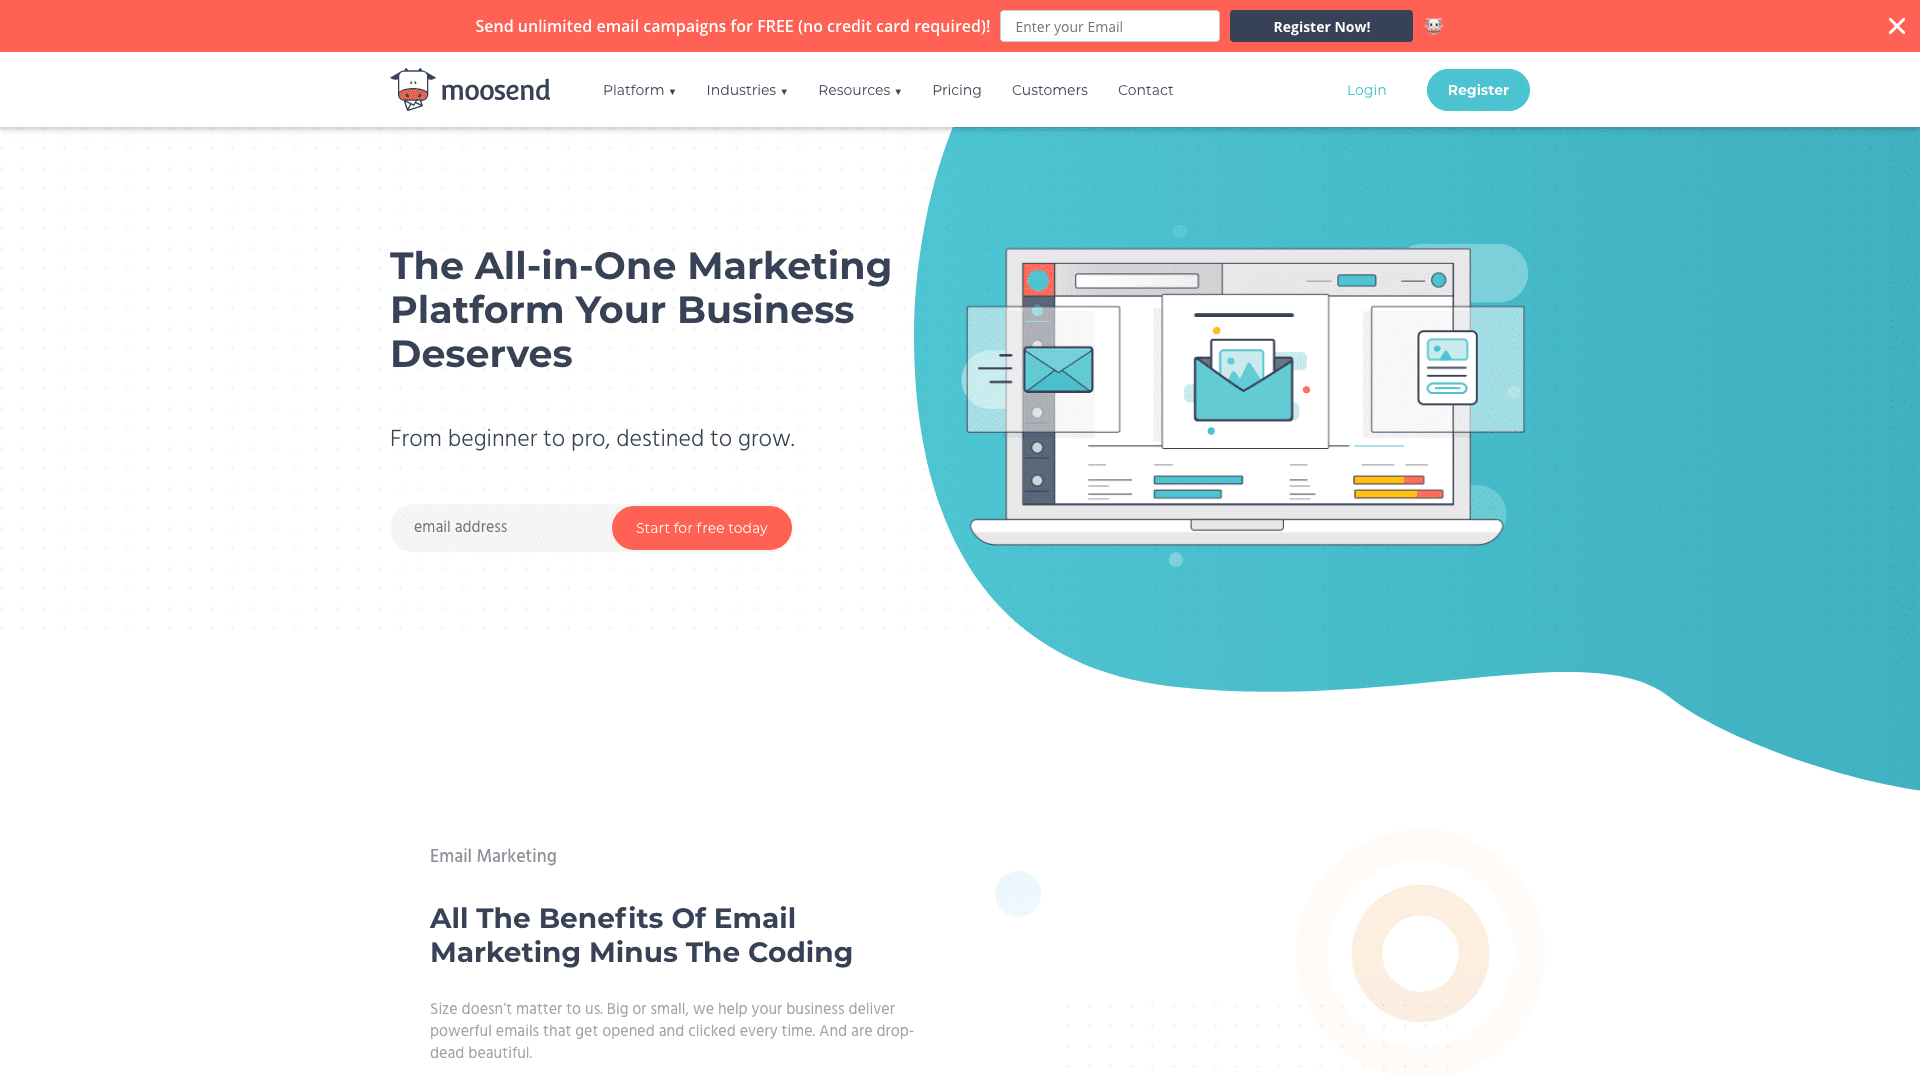 Send unlimited email campaigns for FREE (no credit card required)!
Enter your Email
Register Now!
moosend
Platform ▼
Industries ▼
Resources ▼
Pricing
Customers
Contact
Login
Register
The All-in-One Marketing
Platform Your Business
Deserves
From beginner to pro, destined to grow.
email address
Start for free today
Email Marketing
All The Benefits Of Email
Marketing Minus The Coding
Size doesn’t matter to us. Big or small, we help your business deliver
powerful emails that get opened and clicked every time. And are drop-
dead beautiful.